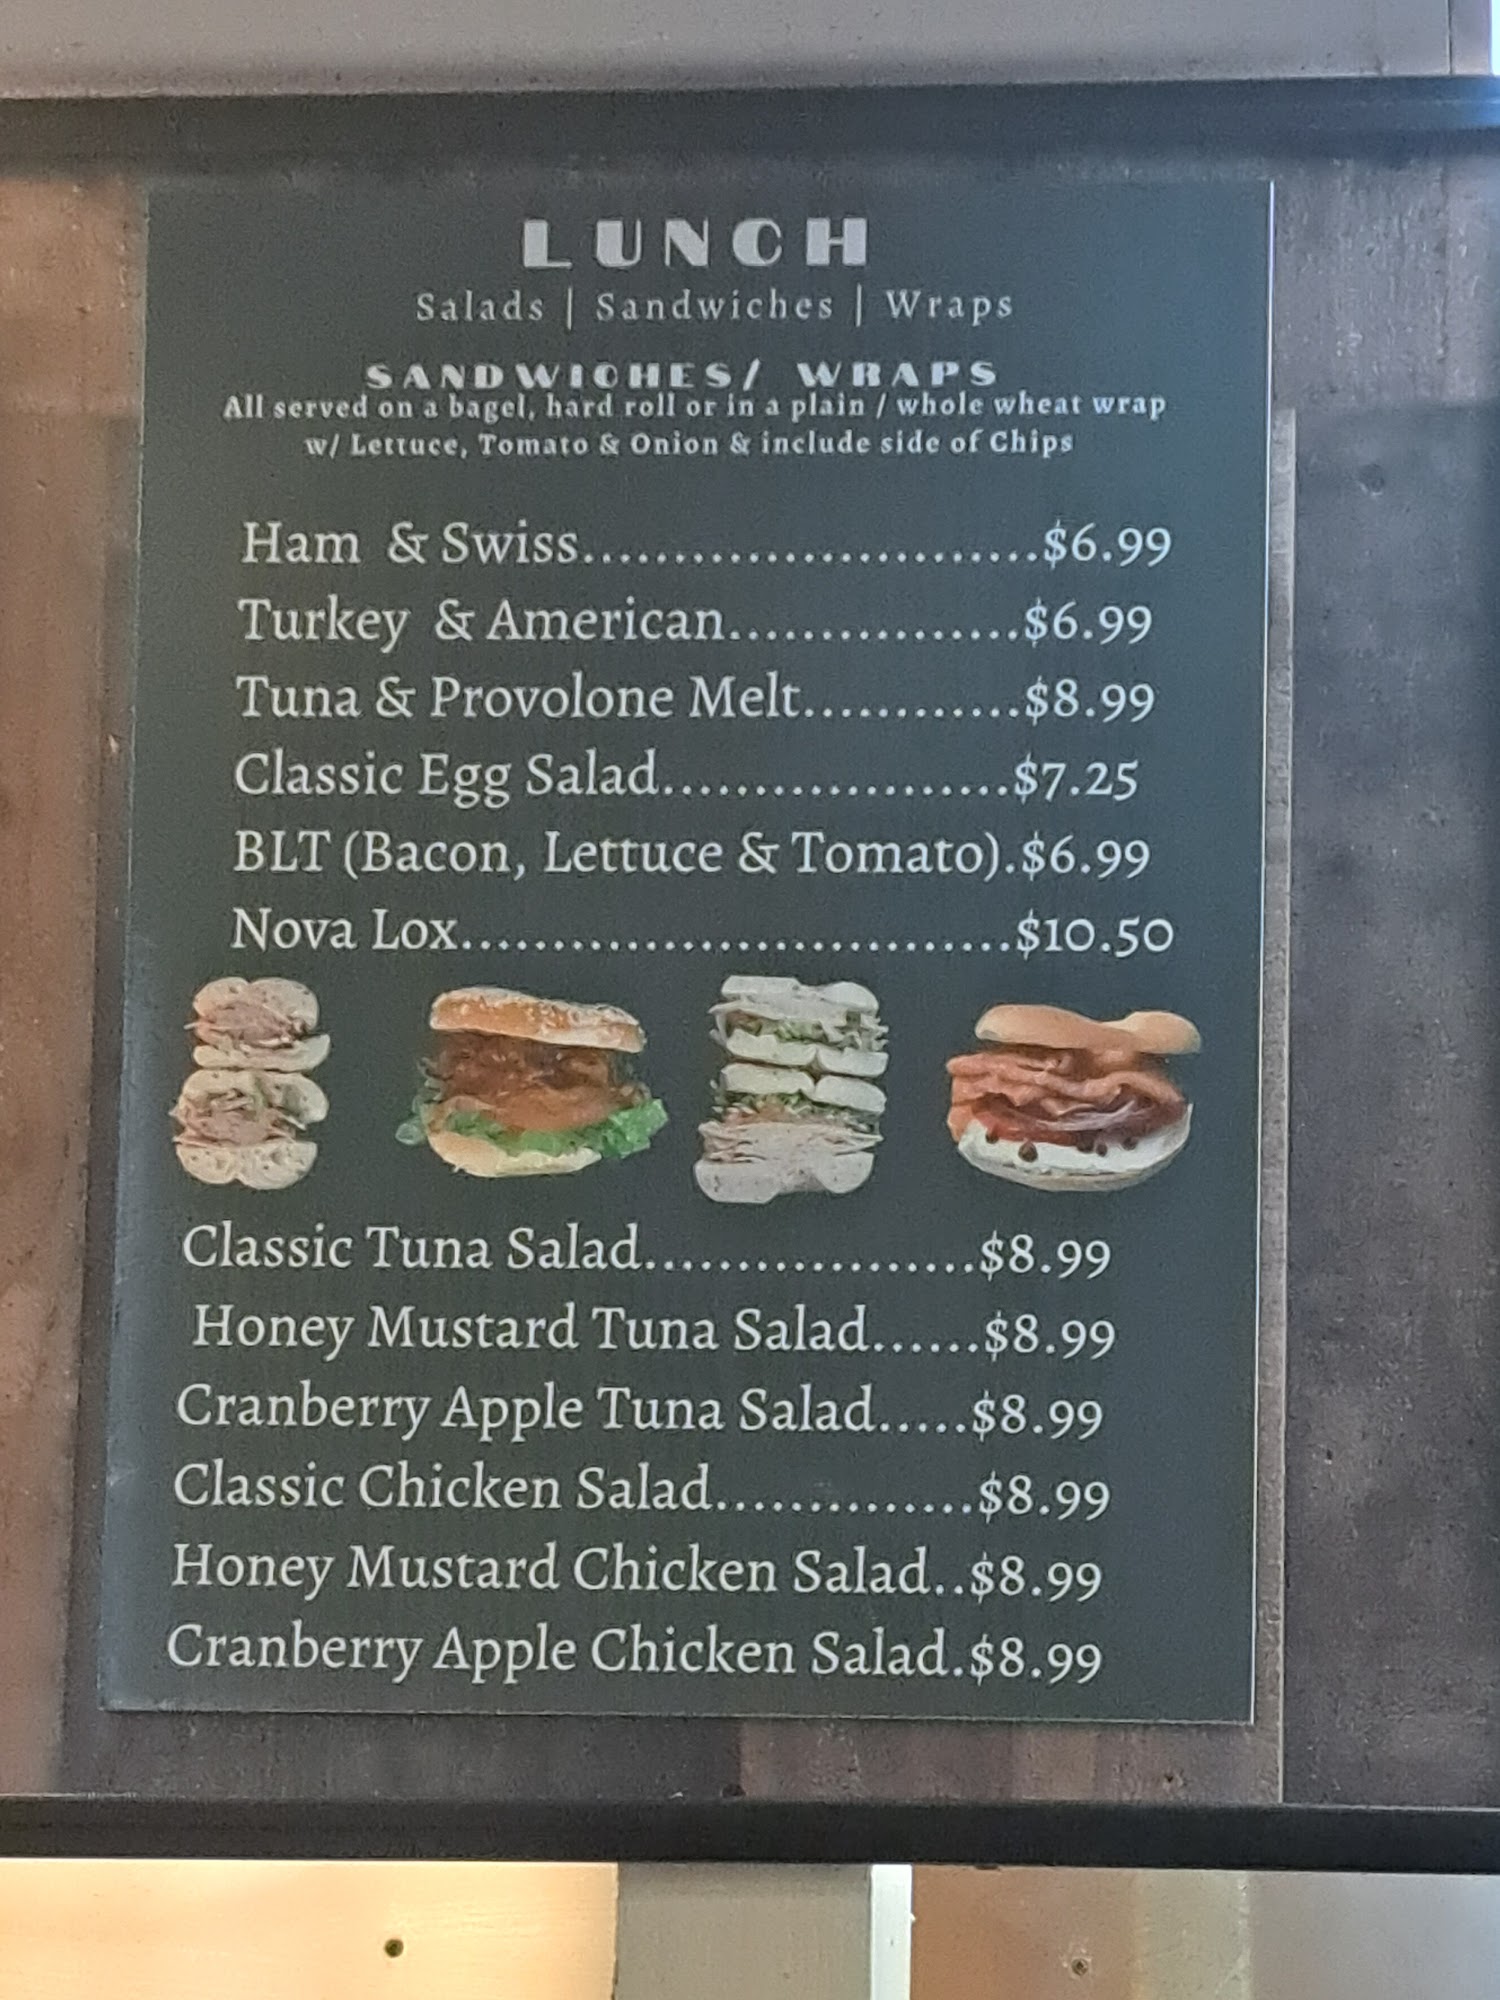 LUNCH
Salads | Sandwiches | Wraps
SANDWICHES/ WRAPS
All served on a bagel, hard roll or in a plain / whole wheat wrap
w/ Lettuce, Tomato & Onion & include side of Chips
Ham & Swiss.........................$6.99
Turkey & American................$6.99
Tuna & Provolone Melt............$8.99
Classic Egg Salad...................$7.25
BLT (Bacon, Lettuce & Tomato).$6.99
Nova Lox..............................$10.50
Classic Tuna Salad..................$8.99
Honey Mustard Tuna Salad......$8.99
Cranberry Apple Tuna Salad.....$8.99
Classic Chicken Salad..............$8.99
Honey Mustard Chicken Salad..$8.99
Cranberry Apple Chicken Salad.$8.99